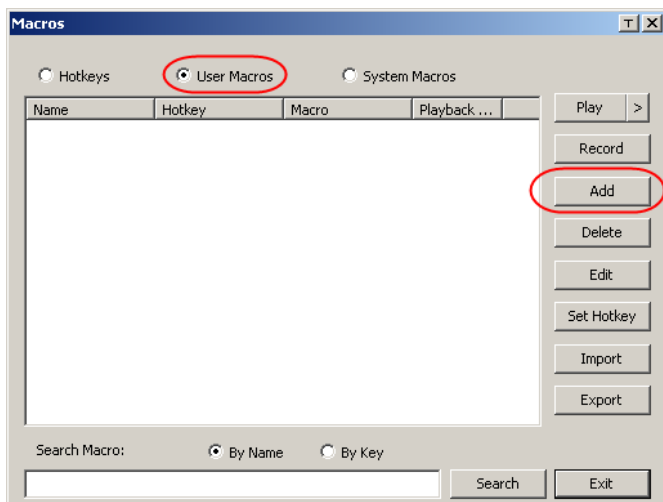 Macros
T X
Hotkeys User Macros System Macros
Name Hotkey Macro Playback ...
Play >
Record
Add
Delete
Edit
Set Hotkey
Import
Export
Search Macro: By Name By Key
Search Exit